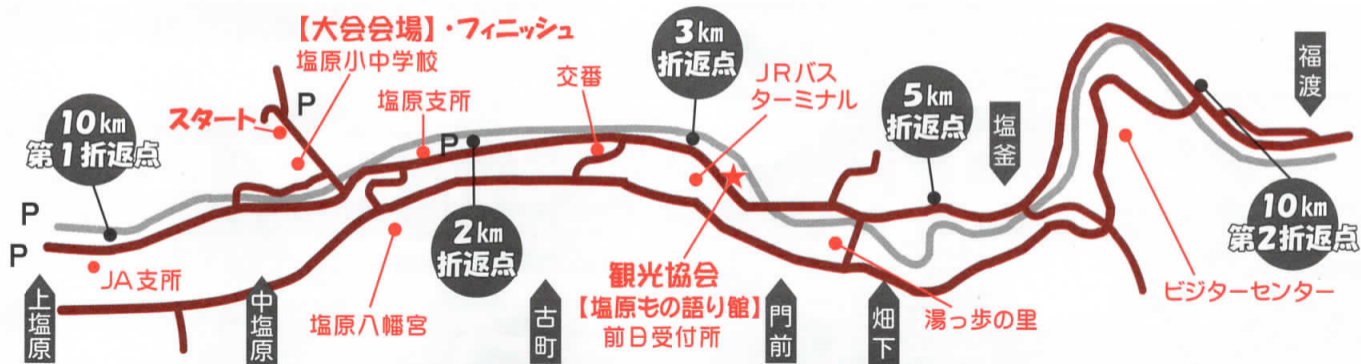 【大会会場】・フィニッシュ
塩原小中学校
スタート
P
10km
第1折返点
塩原支所
交番
3km
折返点
JRバス
ターミナル
5km
折返点
塩釜
福渡
P
P
P
JA支所
上塩原
中塩原
塩原八幡宮
2km
折返点
古町
観光協会
【塩原もの語り館】
前日受付所
門前
畑下
湯っ歩の里
ビジターセンター
10km
第2折返点